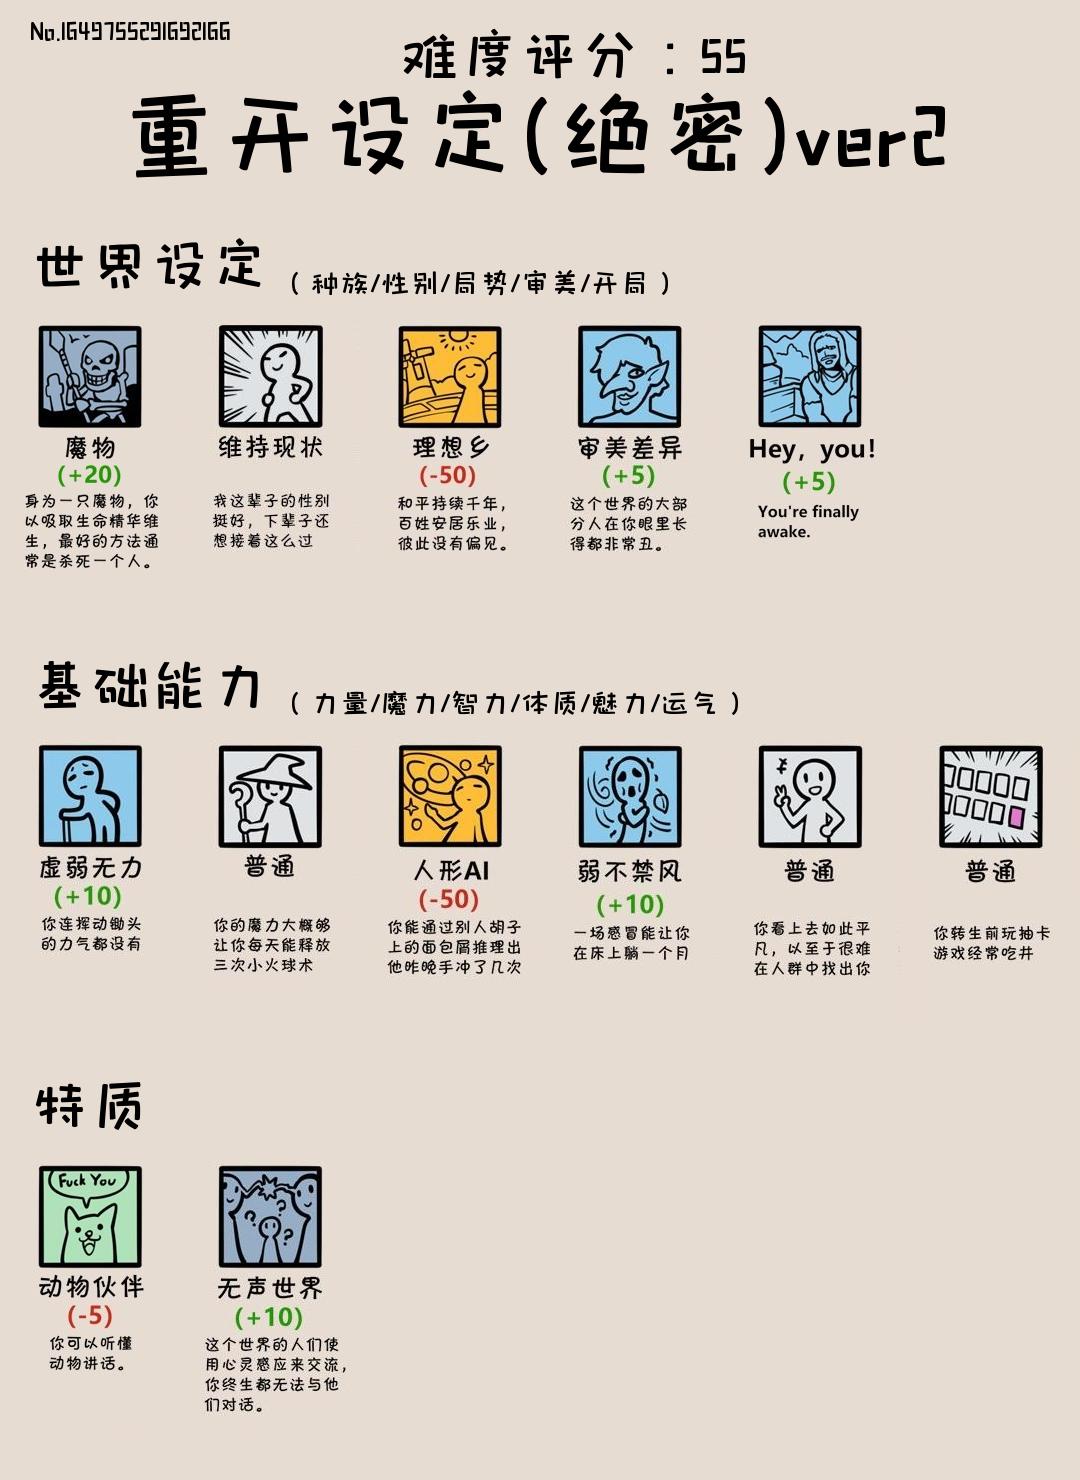 No.1649755291692166
难度评分：55
重开设定(绝密)ver2
世界设定 (种族/性别/局势/审美/开局)
魔物 维持现状 理想乡 审美差异 Hey, you!
(+20) (-50) (+5) (+5)
身为一只魔物，你
以吸取生命精华维
生，最好的方法通
常是杀死一个人。
我这辈子的性别
挺好，下辈子还
想接着这么过
和平持续千年，
百姓安居乐业，
彼此没有偏见。
这个世界的大部
分人在你眼里长
得都非常丑。
You're finally
awake.
基础能力 (力量/魔力/智力/体质/魅力/运气)
虚弱无力 普通 人形AI 弱不禁风 普通 普通
(+10) (-50) (+10)
你连挥动锄头
的力气都没有
你的魔力大概够
让你每天能释放
三次小火球术
你能通过别人胡子
上的面包屑推理出
他昨晚手冲了几次
一场感冒能让你
在床上躺一个月
你看上去如此平
凡，以至于很难
在人群中找出你
你转生前玩抽卡
游戏经常吃井
特质
Fuck You
动物伙伴 无声世界
(-5) (+10)
你可以听懂
动物讲话。
这个世界的人们使
用心灵感应来交流，
你终生都无法与他
们对话。